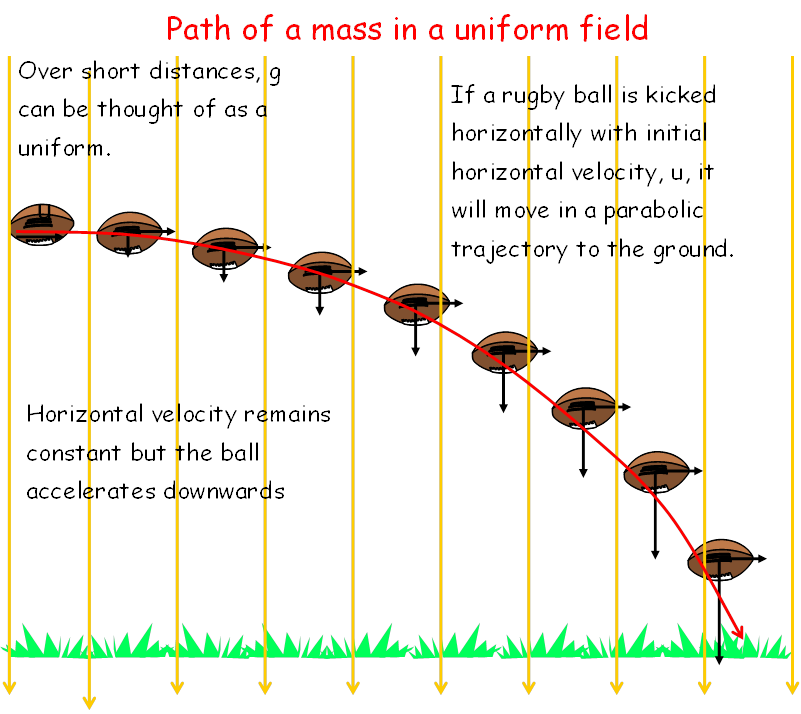 Path of a mass in a uniform field
Over short distances, g
can be thought of as a
uniform.
If a rugby ball is kicked
horizontally with initial
horizontal velocity, u, it
will move in a parabolic
trajectory to the ground.
Horizontal velocity remains
constant but the ball
accelerates downwards